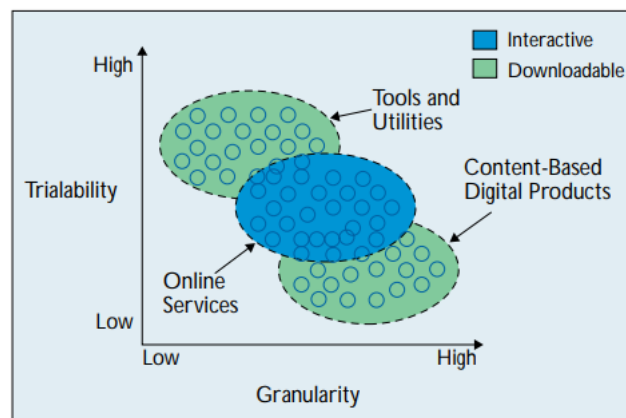 Interactive
Downloadable
High
Tools and
Utilities
Content-Based
Digital Products
Trialability
Online
Services
Low
Low
High
Granularity